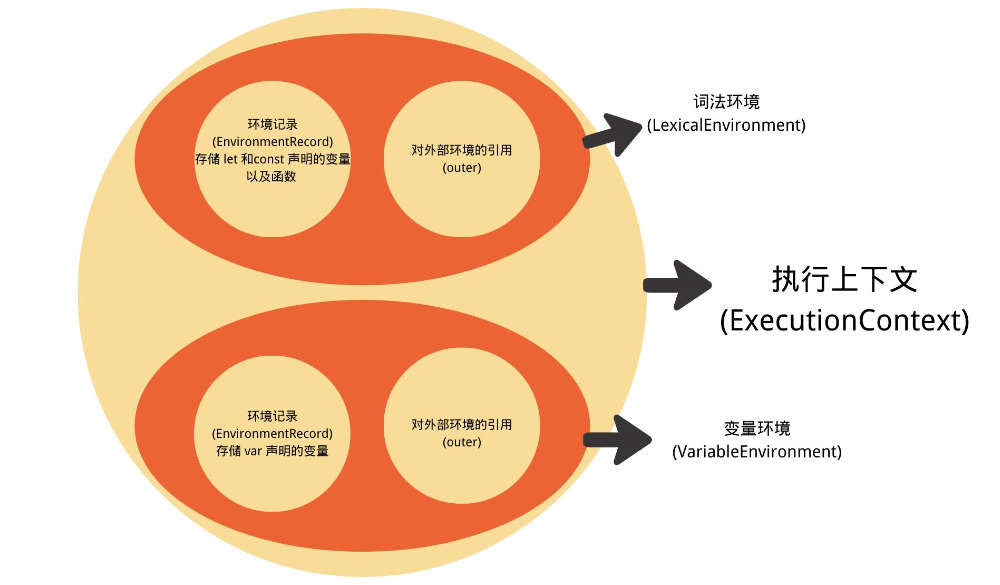 环境记录
(EnvironmentRecord)
存储 let 和const 声明的变量
以及函数
对外部环境的引用
(outer)
词法环境
(LexicalEnvironment)
执行上下文
(ExecutionContext)
环境记录
(EnvironmentRecord)
存储 var 声明的变量
对外部环境的引用
(outer)
变量环境
(VariableEnvironment)